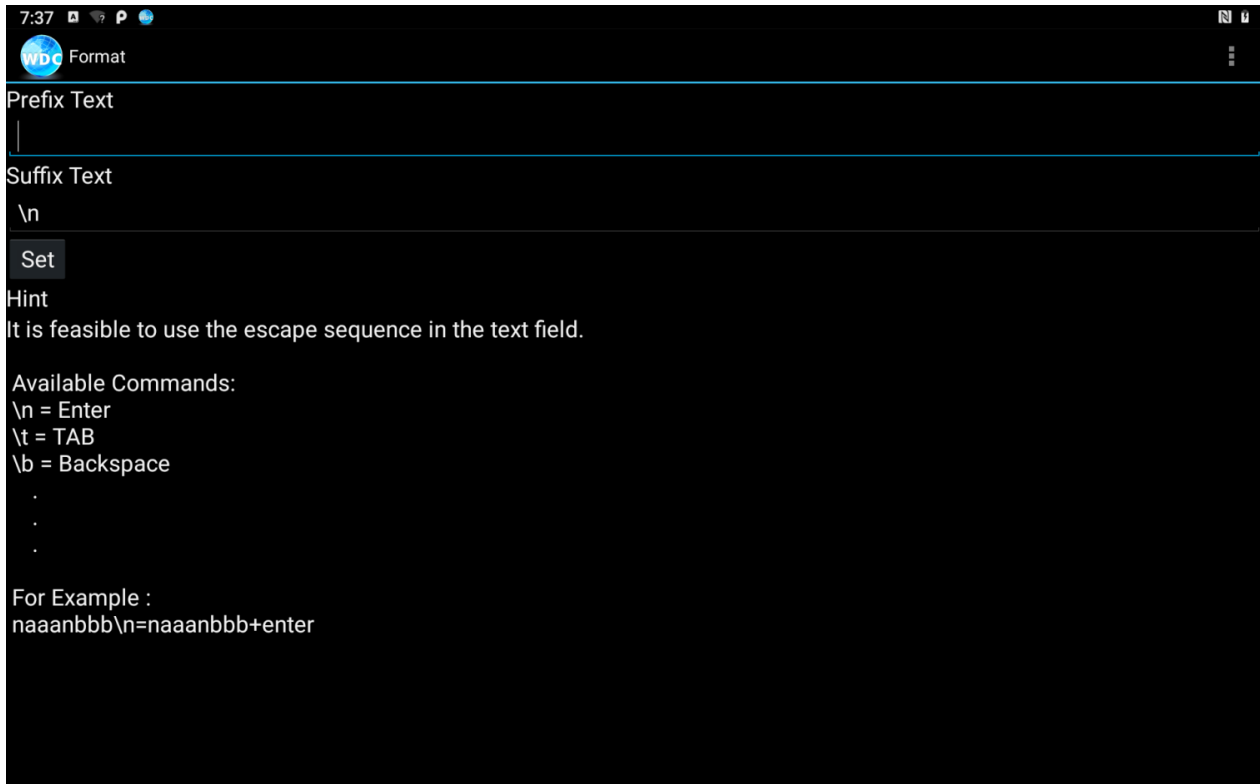 7:37
WDC Format
Prefix Text
Suffix Text
\n
Set
Hint
It is feasible to use the escape sequence in the text field.
Available Commands:
\n = Enter
\t = TAB
\b = Backspace
.
.
.
For Example :
naaanbbb\n=naaanbbb+enter